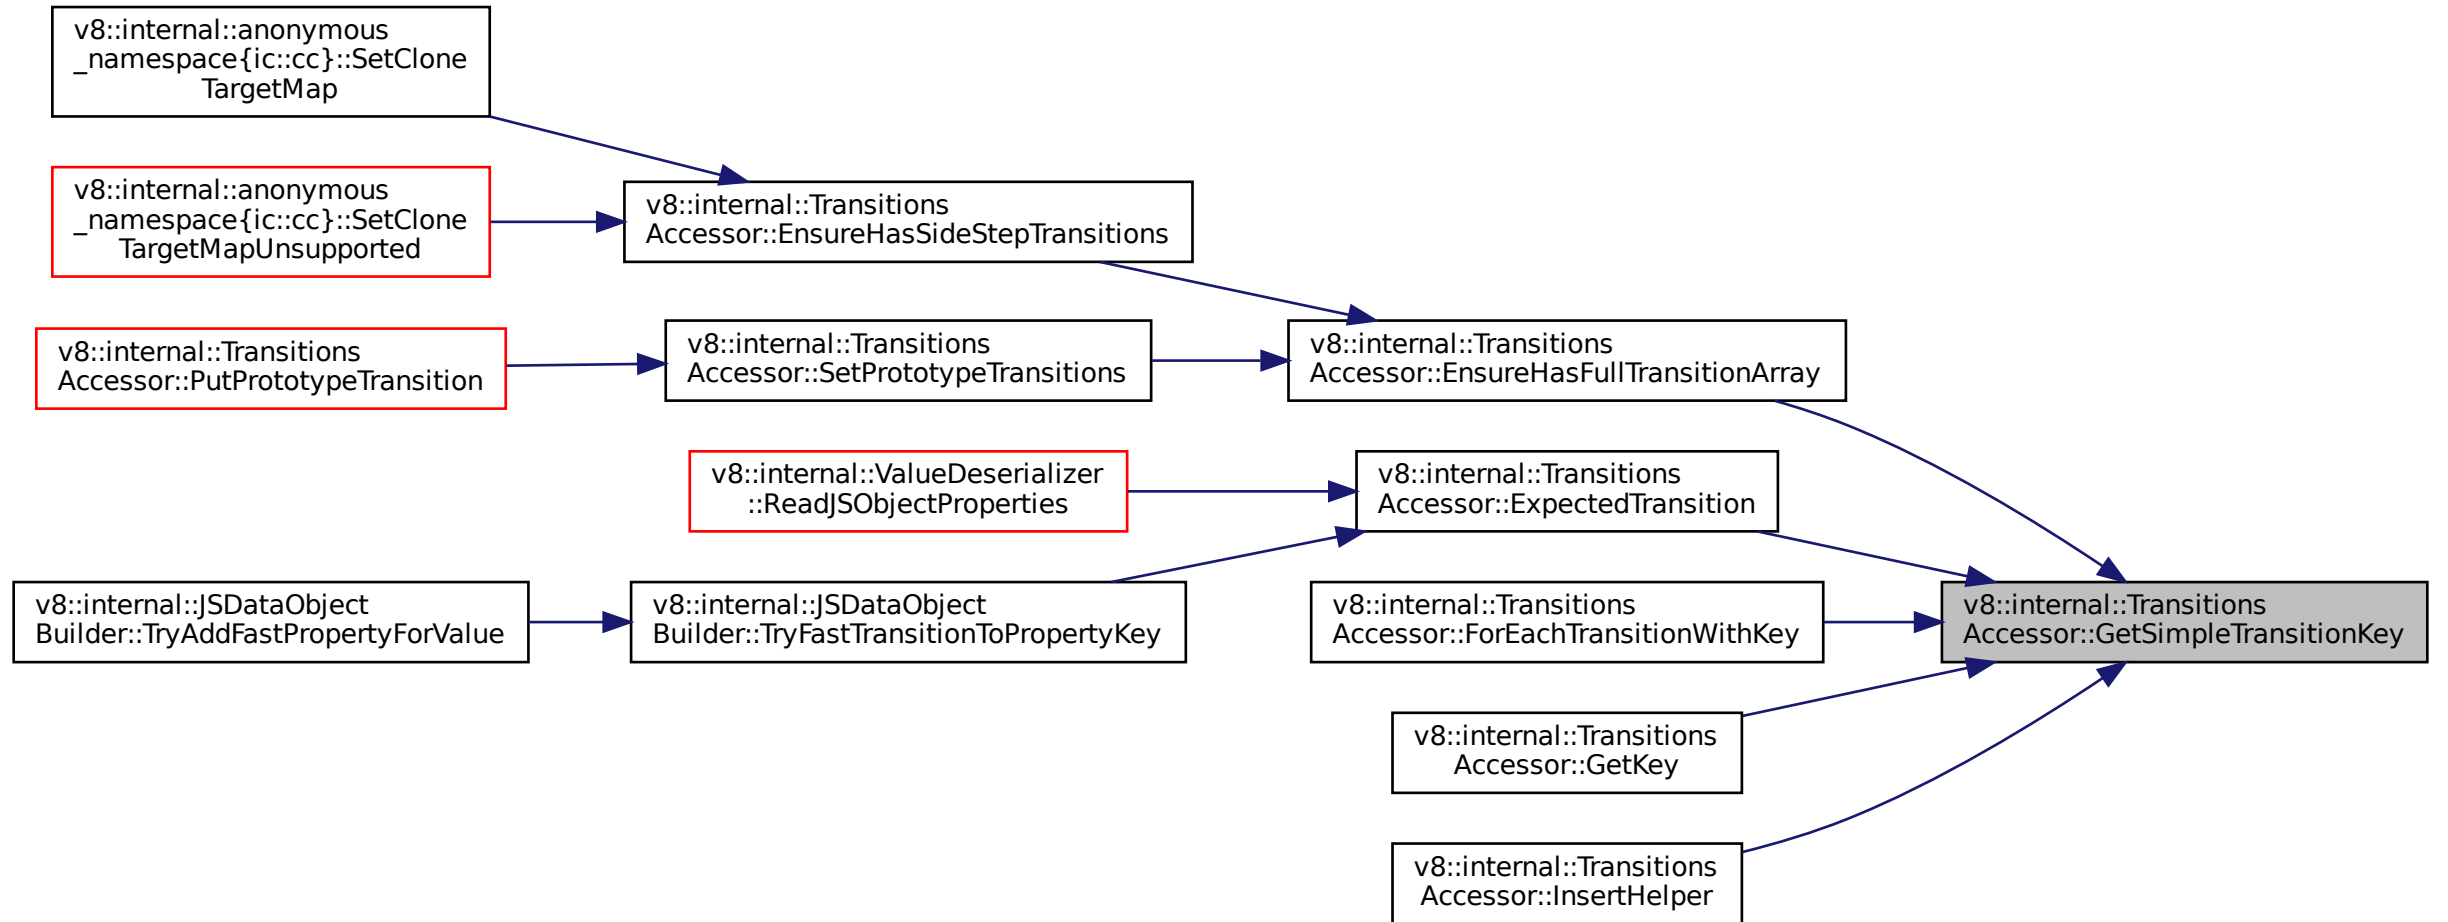 v8::internal::anonymous
_namespace{ic::cc}::SetClone
TargetMap
v8::internal::anonymous
_namespace{ic::cc}::SetClone
TargetMapUnsupported
v8::internal::Transitions
Accessor::EnsureHasSideStepTransitions
v8::internal::Transitions
Accessor::PutPrototypeTransition
v8::internal::Transitions
Accessor::SetPrototypeTransitions
v8::internal::Transitions
Accessor::EnsureHasFullTransitionArray
v8::internal::ValueDeserializer
::ReadJSObjectProperties
v8::internal::Transitions
Accessor::ExpectedTransition
v8::internal::JSDataObject
Builder::TryAddFastPropertyForValue
v8::internal::JSDataObject
Builder::TryFastTransitionToPropertyKey
v8::internal::Transitions
Accessor::ForEachTransitionWithKey
v8::internal::Transitions
Accessor::GetSimpleTransitionKey
v8::internal::Transitions
Accessor::GetKey
v8::internal::Transitions
Accessor::InsertHelper